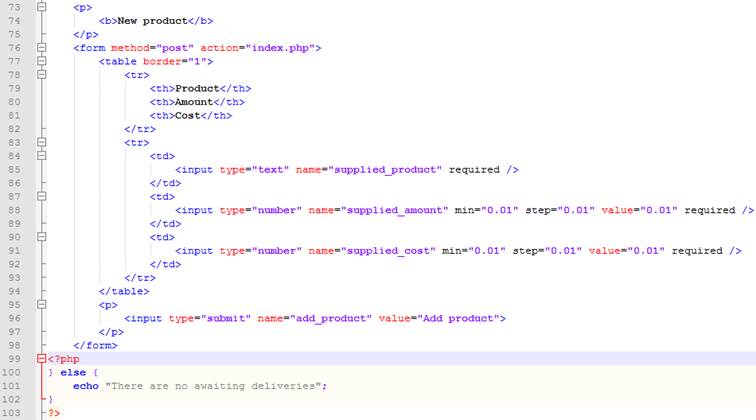 73 <p>
74 <b>New product</b>
75 </p>
76 <form method="post" action="index.php">
77 <table border="1">
78 <tr>
79 <th>Product</th>
80 <th>Amount</th>
81 <th>Cost</th>
82 </tr>
83 <tr>
84 <td>
85 <input type="text" name="supplied_product" required />
86 </td>
87 <td>
88 <input type="number" name="supplied_amount" min="0.01" step="0.01" value="0.01" required />
89 </td>
90 <td>
91 <input type="number" name="supplied_cost" min="0.01" step="0.01" value="0.01" required />
92 </td>
93 </tr>
94 </table>
95 <p>
96 <input type="submit" name="add_product" value="Add product">
97 </p>
98 </form>
99 <?php
100 } else {
101 echo "There are no awaiting deliveries";
102 }
103 ?>